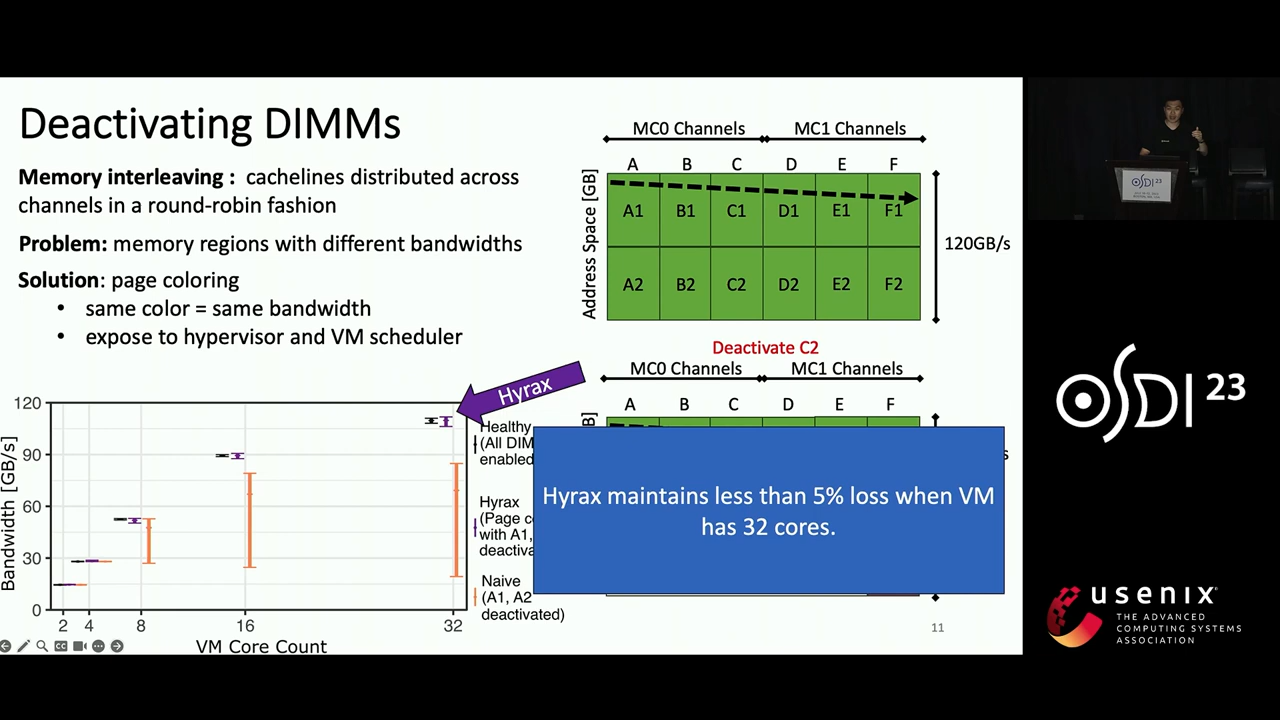 Deactivating DIMMs
Memory interleaving : cachelines distributed across
channels in a round-robin fashion
Problem: memory regions with different bandwidths
Solution: page coloring
• same color = same bandwidth
• expose to hypervisor and VM scheduler
MC0 Channels MC1 Channels
A B C D E F
Address Space [GB]
A1 B1 C1 D1 E1 F1
A2 B2 C2 D2 E2 F2
120GB/s
Deactivate C2
MC0 Channels MC1 Channels
A B C D E F
Hyrax
Hyrax maintains less than 5% loss when VM
has 32 cores.
Bandwidth [GB/s]
120
90
60
30
0
2 4 8 16 32
VM Core Count
Healthy
(All DIM
enabled
Hyrax
(Page c
with A1,
deactiva
Naive
(A1, A2
deactivated)
11
OSDI 23
OSDI 23
usenix
THE ADVANCED
COMPUTING SYSTEMS
ASSOCIATION